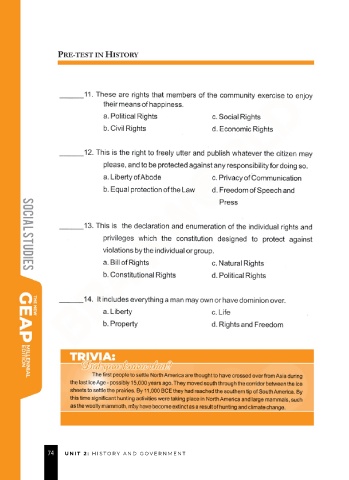 PRE-TEST IN HISTORY
______11. These are rights that members of the community exercise to enjoy
their means of happiness.
a. Political Rights c. Social Rights
b. Civil Rights d. Economic Rights
______12. This is the right to freely utter and publish whatever the citizen may
please, and to be protected against any responsibility for doing so.
a. Liberty of Abode c. Privacy of Communication
b. Equal protection of the Law d. Freedom of Speech and
Press
______13. This is the declaration and enumeration of the individual rights and
privileges which the constitution designed to protect against
violations by the individual or group.
a. Bill of Rights c. Natural Rights
b. Constitutional Rights d. Political Rights
______14. It includes everything a man may own or have dominion over.
a. Liberty c. Life
b. Property d. Rights and Freedom
SOCIAL STUDIES
THE NEW
GEAP
MILLENNIAL
EDITION
TRIVIA:
The first people to settle North America are thought to have crossed over from Asia during
the last Ice Age - possibly 15,000 years ago. They moved south through the corridor between the ice
sheets to settle the prairies. By 11,000 BCE they had reached the southern tip of South America. By
this time significant hunting activities were taking place in North America and large mammals, such
as the woolly mammoth, may have become extinct as a result of hunting and climate change.
74 UNIT 2: HISTORY AND GOVERNMENT